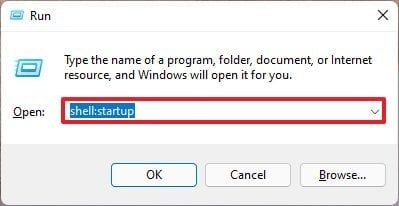 Run
Type the name of a program, folder, document, or Internet
resource, and Windows will open it for you.
Open: shell:startup
OK Cancel Browse...